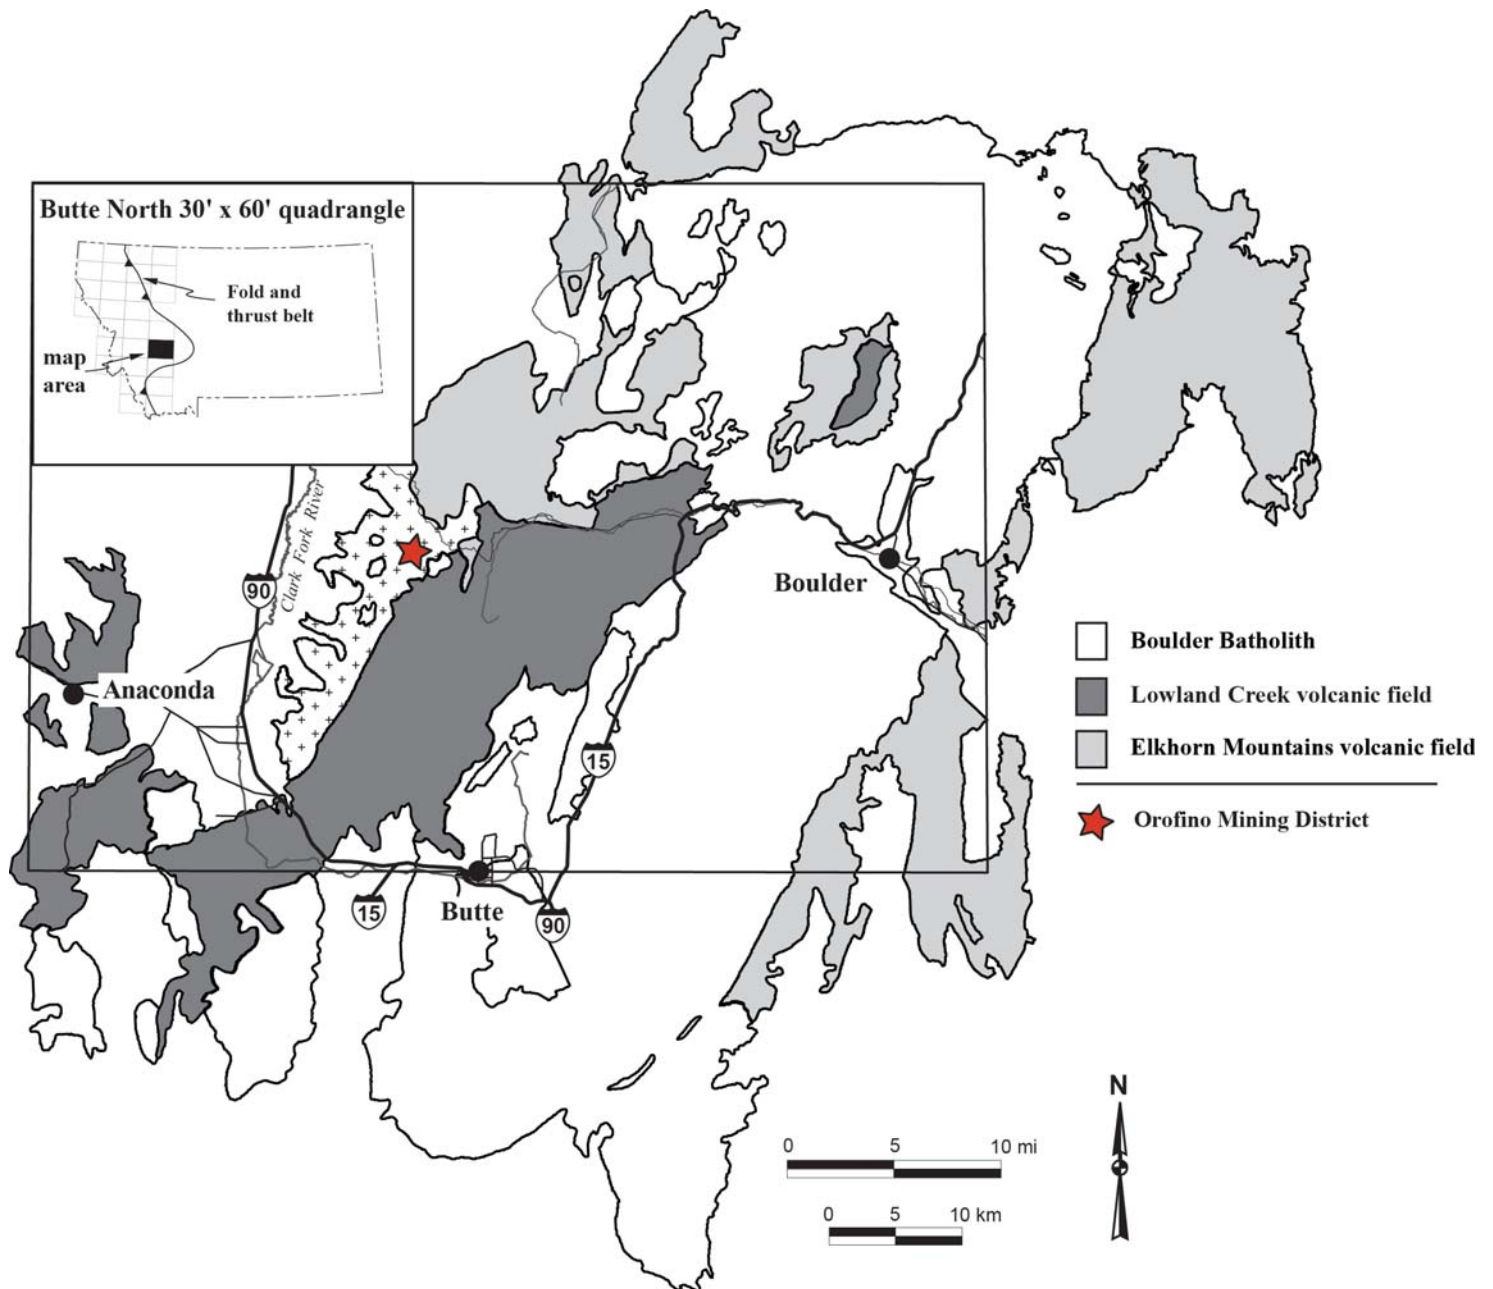 Butte North 30' x 60' quadrangle
Fold and
thrust belt
map
area
Clark Fork River
90
Anaconda
Boulder
15
15
Butte
90
Boulder Batholith
Lowland Creek volcanic field
Elkhorn Mountains volcanic field
Orofino Mining District
N
0 5 10 mi
0 5 10 km